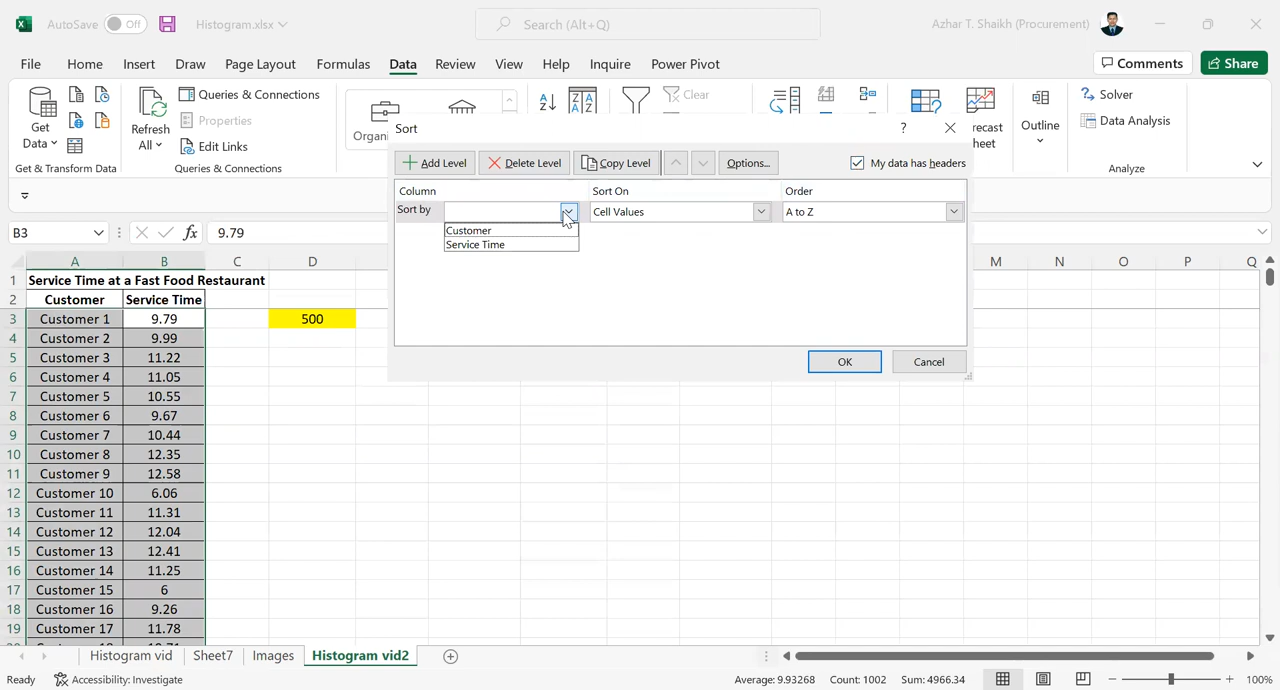 AutoSave Off Histogram.xlsx Search (Alt+Q) Azhar T. Shaikh (Procurement)
File Home Insert Draw Page Layout Formulas Data Review View Help Inquire Power Pivot Comments Share
Get Data
Refresh All
Queries & Connections
Properties
Edit Links
Organi
Clear
Outline
Solver
Data Analysis
Get & Transform Data Queries & Connections Analyze
Sort ?
Add Level Delete Level Copy Level Options... My data has headers
Column Sort On Order
Sort by Cell Values A to Z
Customer
Service Time
OK Cancel
B3 fx 9.79
A B C D M N O P Q
1 Service Time at a Fast Food Restaurant
2 Customer Service Time
3 Customer 1 9.79 500
4 Customer 2 9.99
5 Customer 3 11.22
6 Customer 4 11.05
7 Customer 5 10.55
8 Customer 6 9.67
9 Customer 7 10.44
10 Customer 8 12.35
11 Customer 9 12.58
12 Customer 10 6.06
13 Customer 11 11.31
14 Customer 12 12.04
15 Customer 13 12.41
16 Customer 14 11.25
17 Customer 15 6
18 Customer 16 9.26
19 Customer 17 11.78
Histogram vid Sheet7 Images Histogram vid2
Ready Accessibility: Investigate Average: 9.93268 Count: 1002 Sum: 4966.34 100%